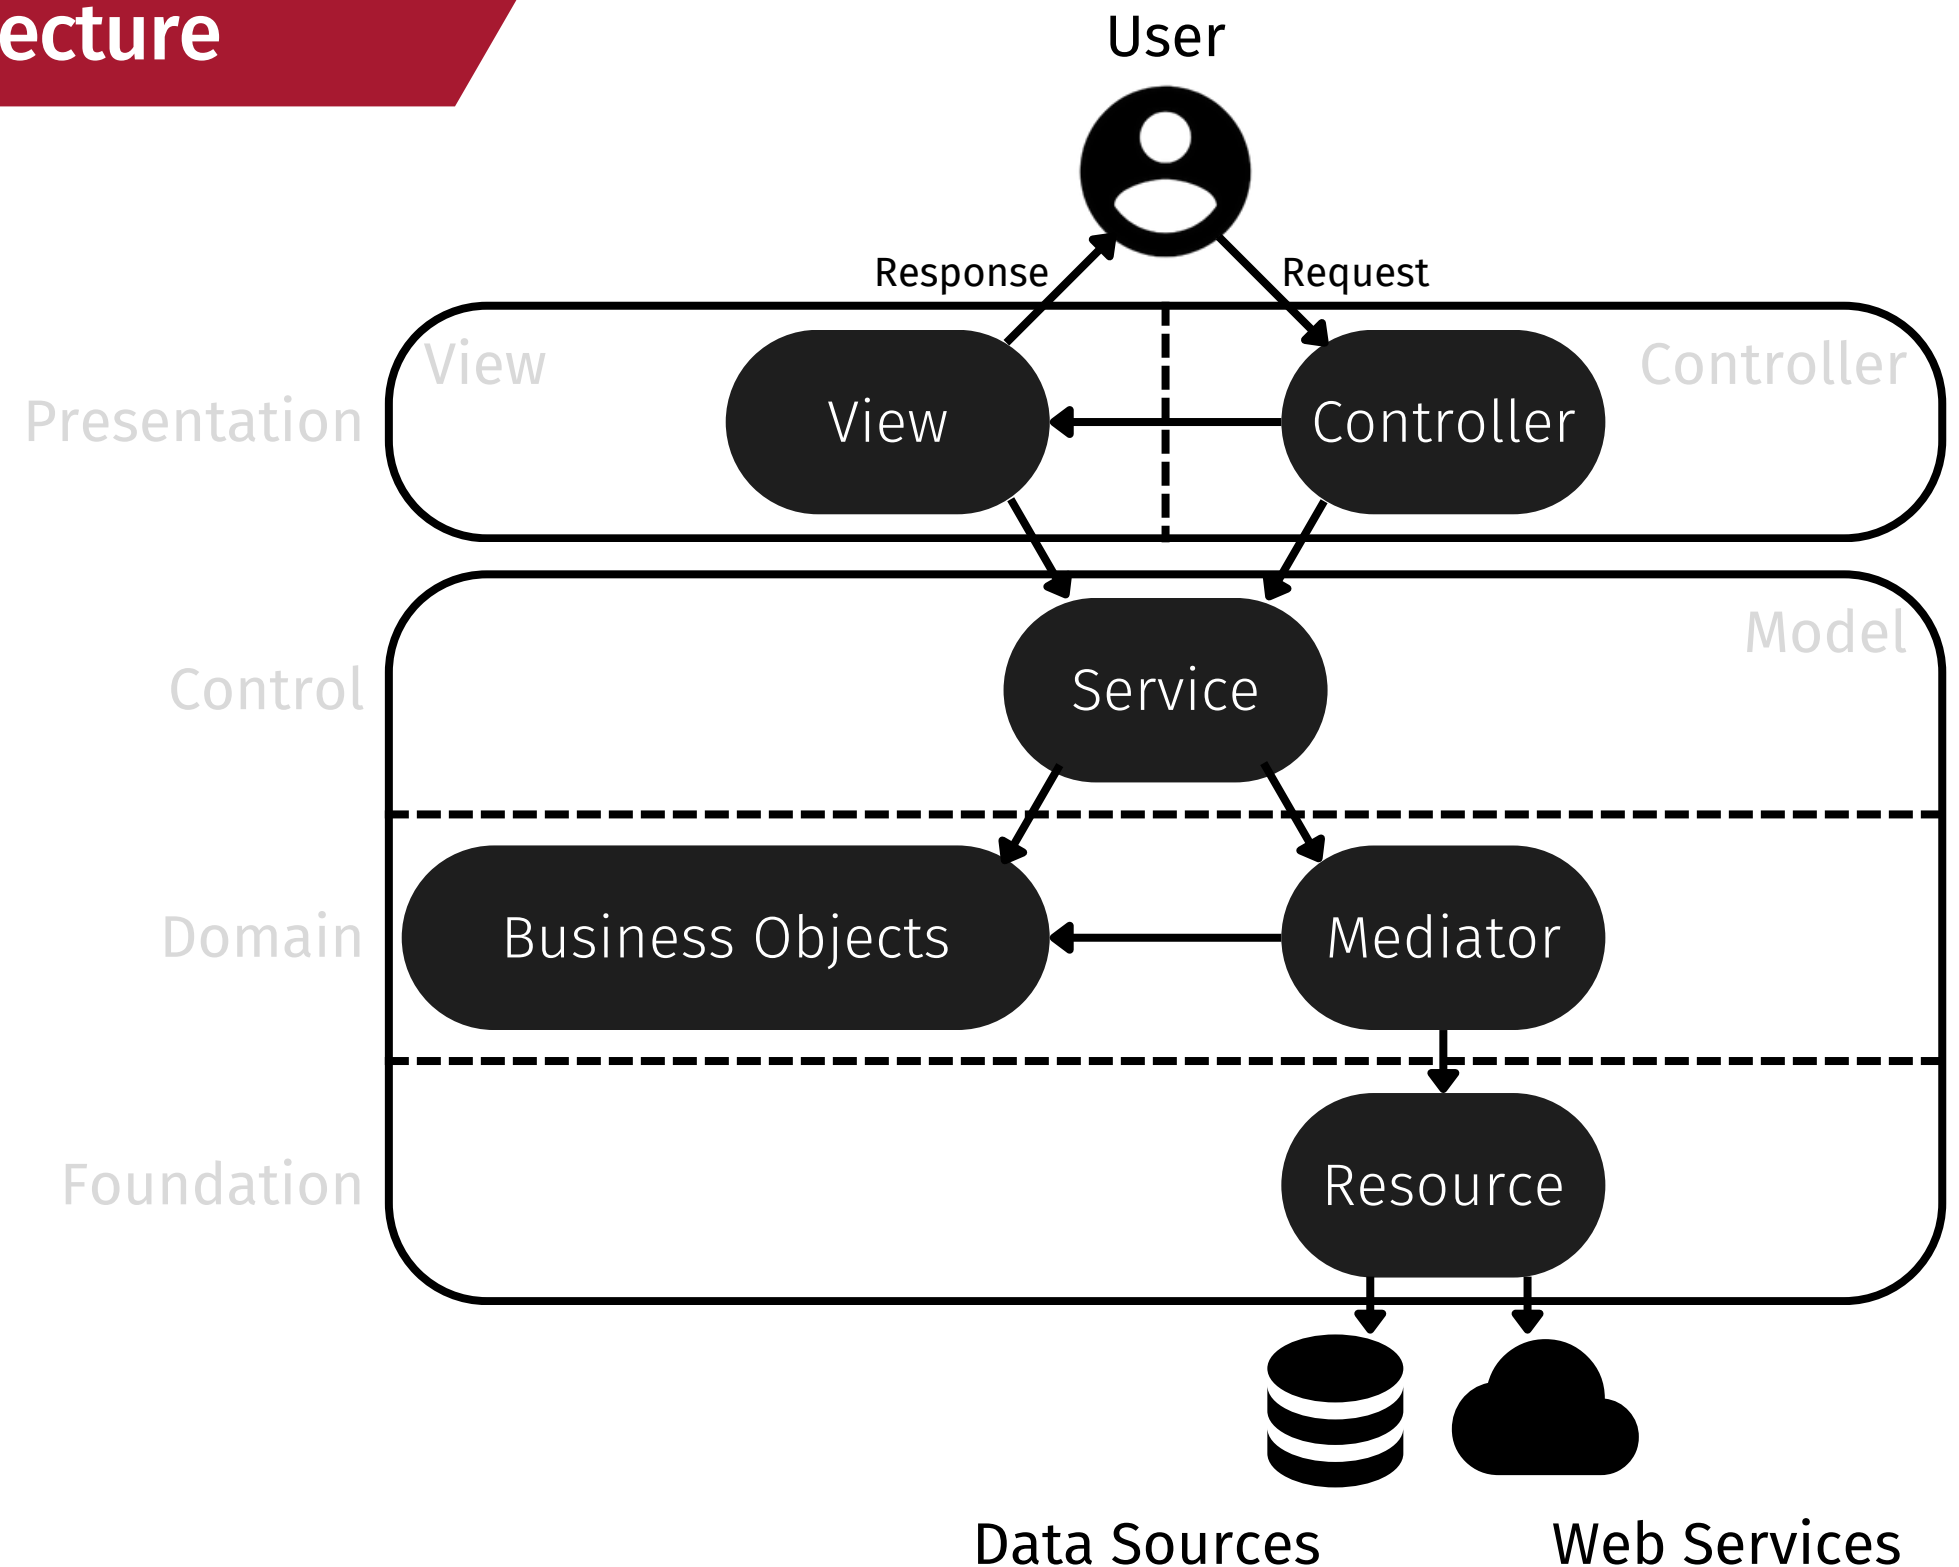 ecture
User
Response
Request
View
Controller
Presentation
View
Controller
Model
Control
Service
Domain
Business Objects
Mediator
Foundation
Resource
Data Sources
Web Services